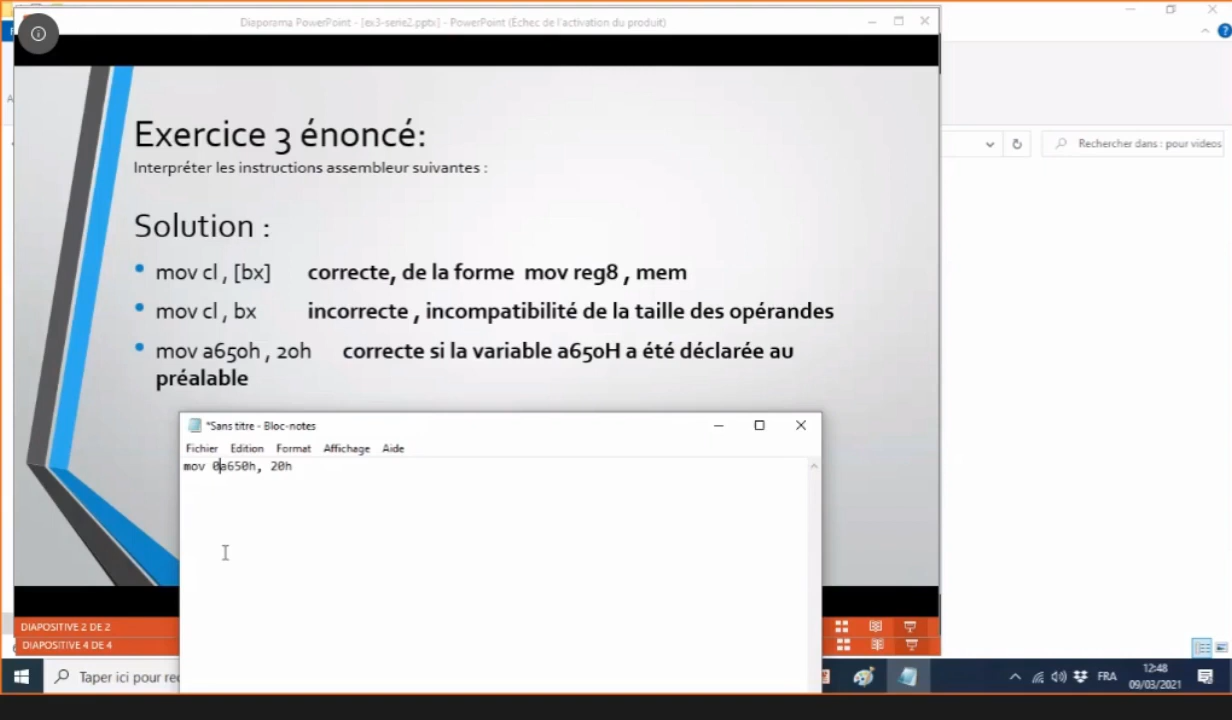 Diaporama PowerPoint - [ex3-serie2.pptx] - PowerPoint (Échec de l'activation du produit)
Exercice 3 énoncé:
Interpréter les instructions assembleur suivantes :
Solution :
mov cl , [bx] correcte, de la forme mov reg8 , mem
mov cl , bx incorrecte , incompatibilité de la taille des opérandes
mov a650h , 20h correcte si la variable a650H a été déclarée au
préalable
Rechercher dans : pour videos
*Sans titre - Bloc-notes
Fichier Edition Format Affichage Aide
mov 0a650h, 20h
DIAPOSITIVE 2 DE 2
DIAPOSITIVE 4 DE 4
Taper ici pour
FRA
12:48
09/03/2021